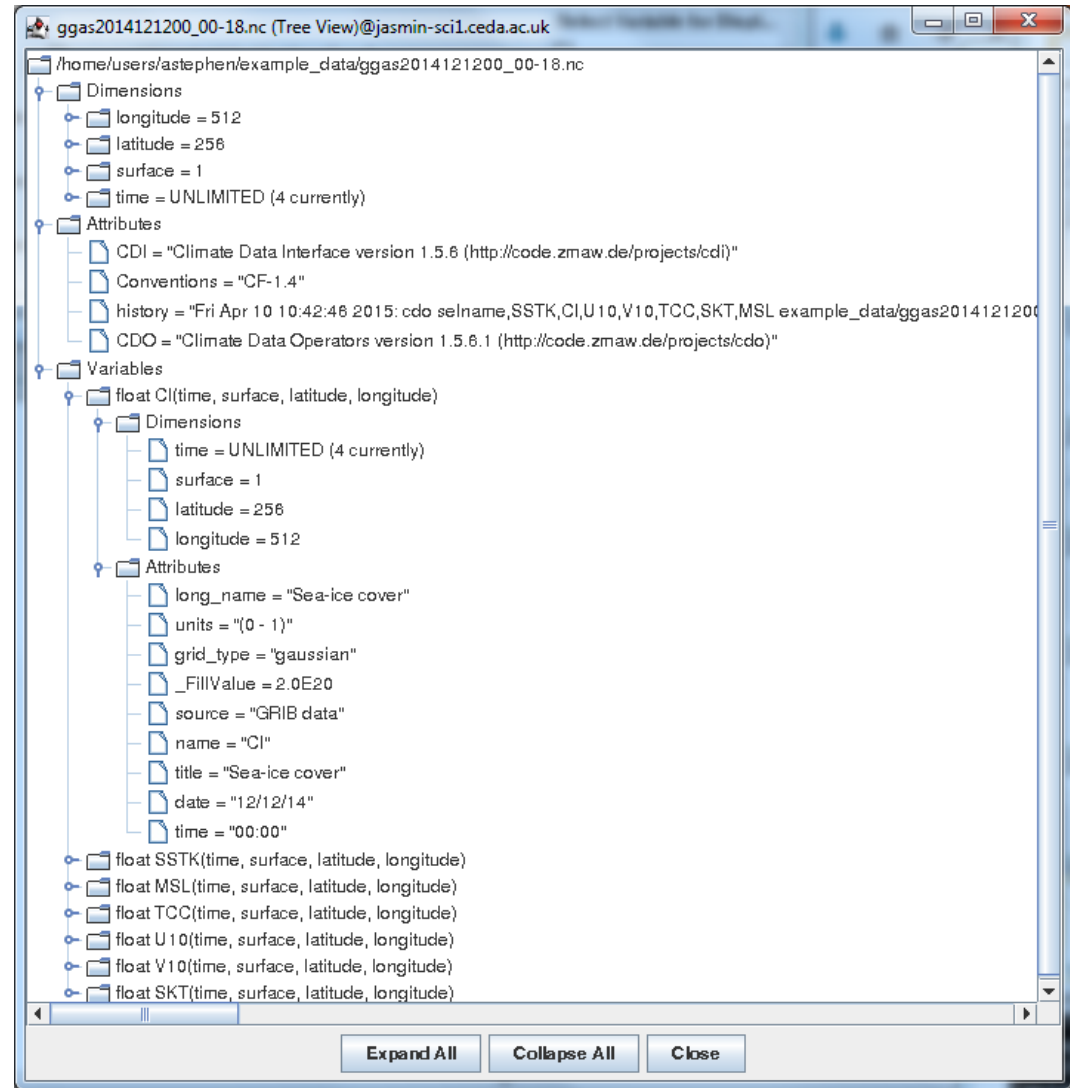 ggas2014121200_00-18.nc (Tree View)@jasmin-sci1.ceda.ac.uk
/home/users/astephen/example_data/ggas2014121200_00-18.nc
Dimensions
longitude = 512
latitude = 256
surface = 1
time = UNLIMITED (4 currently)
Attributes
CDI = "Climate Data Interface version 1.5.6 (http://code.zmaw.de/projects/cdi)"
Conventions = "CF-1.4"
history = "Fri Apr 10 10:42:46 2015: cdo selname,SSTK,CI,U10,V10,TCC,SKT,MSL example_data/ggas2014121200
CDO = "Climate Data Operators version 1.5.6.1 (http://code.zmaw.de/projects/cdo)"
Variables
float CI(time, surface, latitude, longitude)
Dimensions
time = UNLIMITED (4 currently)
surface = 1
latitude = 256
longitude = 512
Attributes
long_name = "Sea-ice cover"
units = "(0 - 1)"
grid_type = "gaussian"
_FillValue = 2.0E20
source = "GRIB data"
name = "CI"
title = "Sea-ice cover"
date = "12/12/14"
time = "00:00"
float SSTK(time, surface, latitude, longitude)
float MSL(time, surface, latitude, longitude)
float TCC(time, surface, latitude, longitude)
float U10(time, surface, latitude, longitude)
float V10(time, surface, latitude, longitude)
float SKT(time, surface, latitude, longitude)
Expand All Collapse All Close